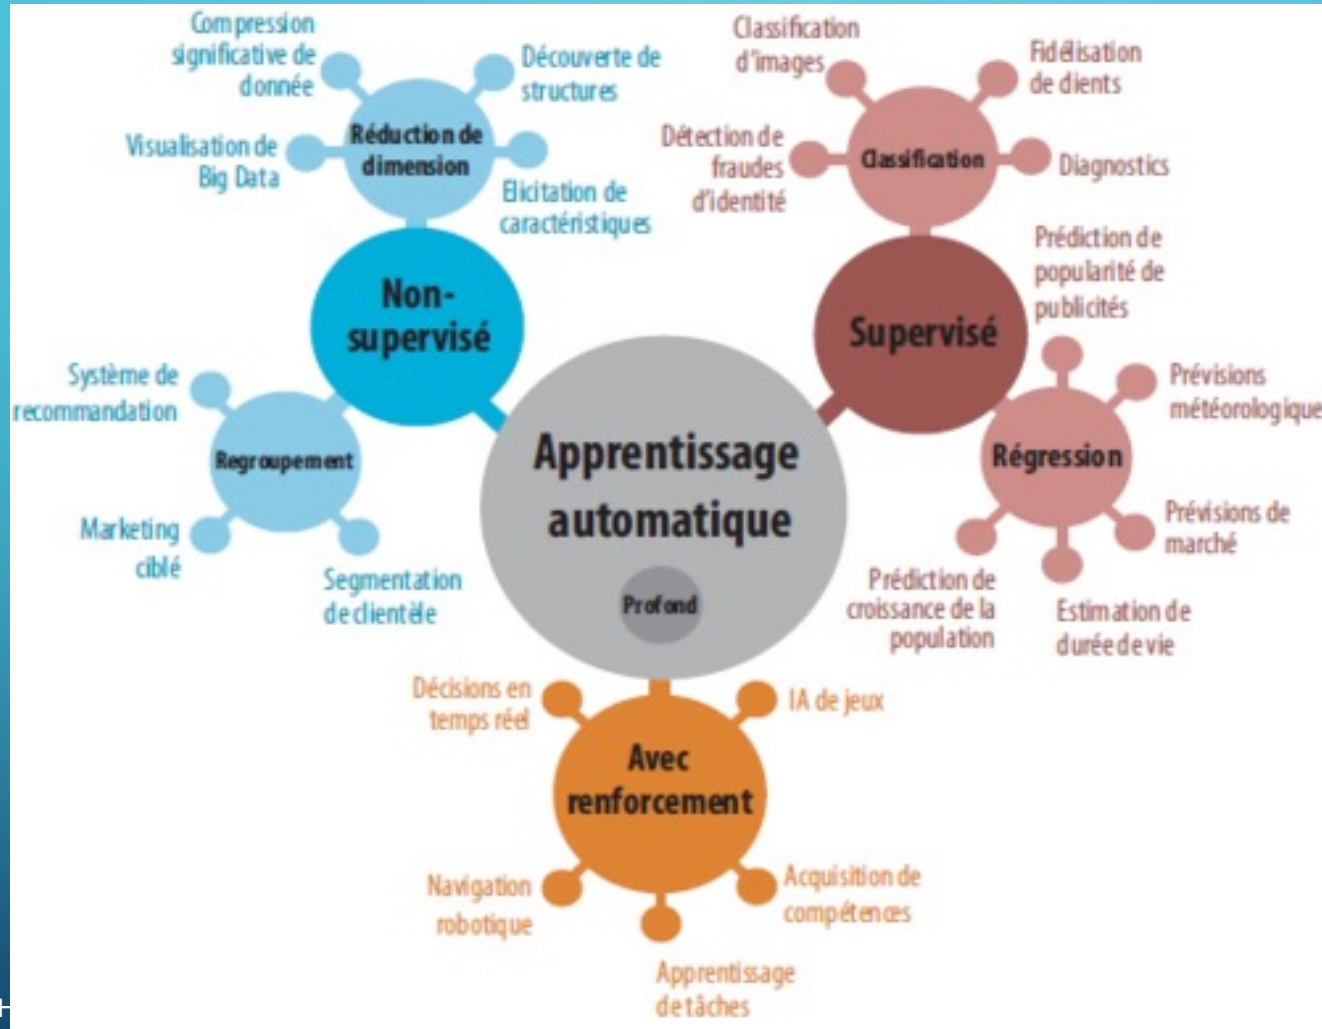 Compression
significative de
donnée
Découverte de
structures
Réduction de
dimension
Visualisation de
Big Data
Elicitation de
caractéristiques
Non-
supervisé
Système de
recommandation
Regroupement
Marketing
ciblé
Segmentation
de clientèle
Classification
d'images
Fidélisation
de dients
Détection de
fraudes
d'identité
Classification
Diagnostics
Supervisé
Prédiction de
popularité de
publicités
Prévisions
météorologique
Régression
Prévisions de
marché
Prédiction de
croissance de la
population
Estimation de
durée de vie
Apprentissage
automatique
Profond
Décisions en
temps réel
IA de jeux
Avec
renforcement
Navigation
robotique
Acquisition de
compétences
Apprentissage
de tâches